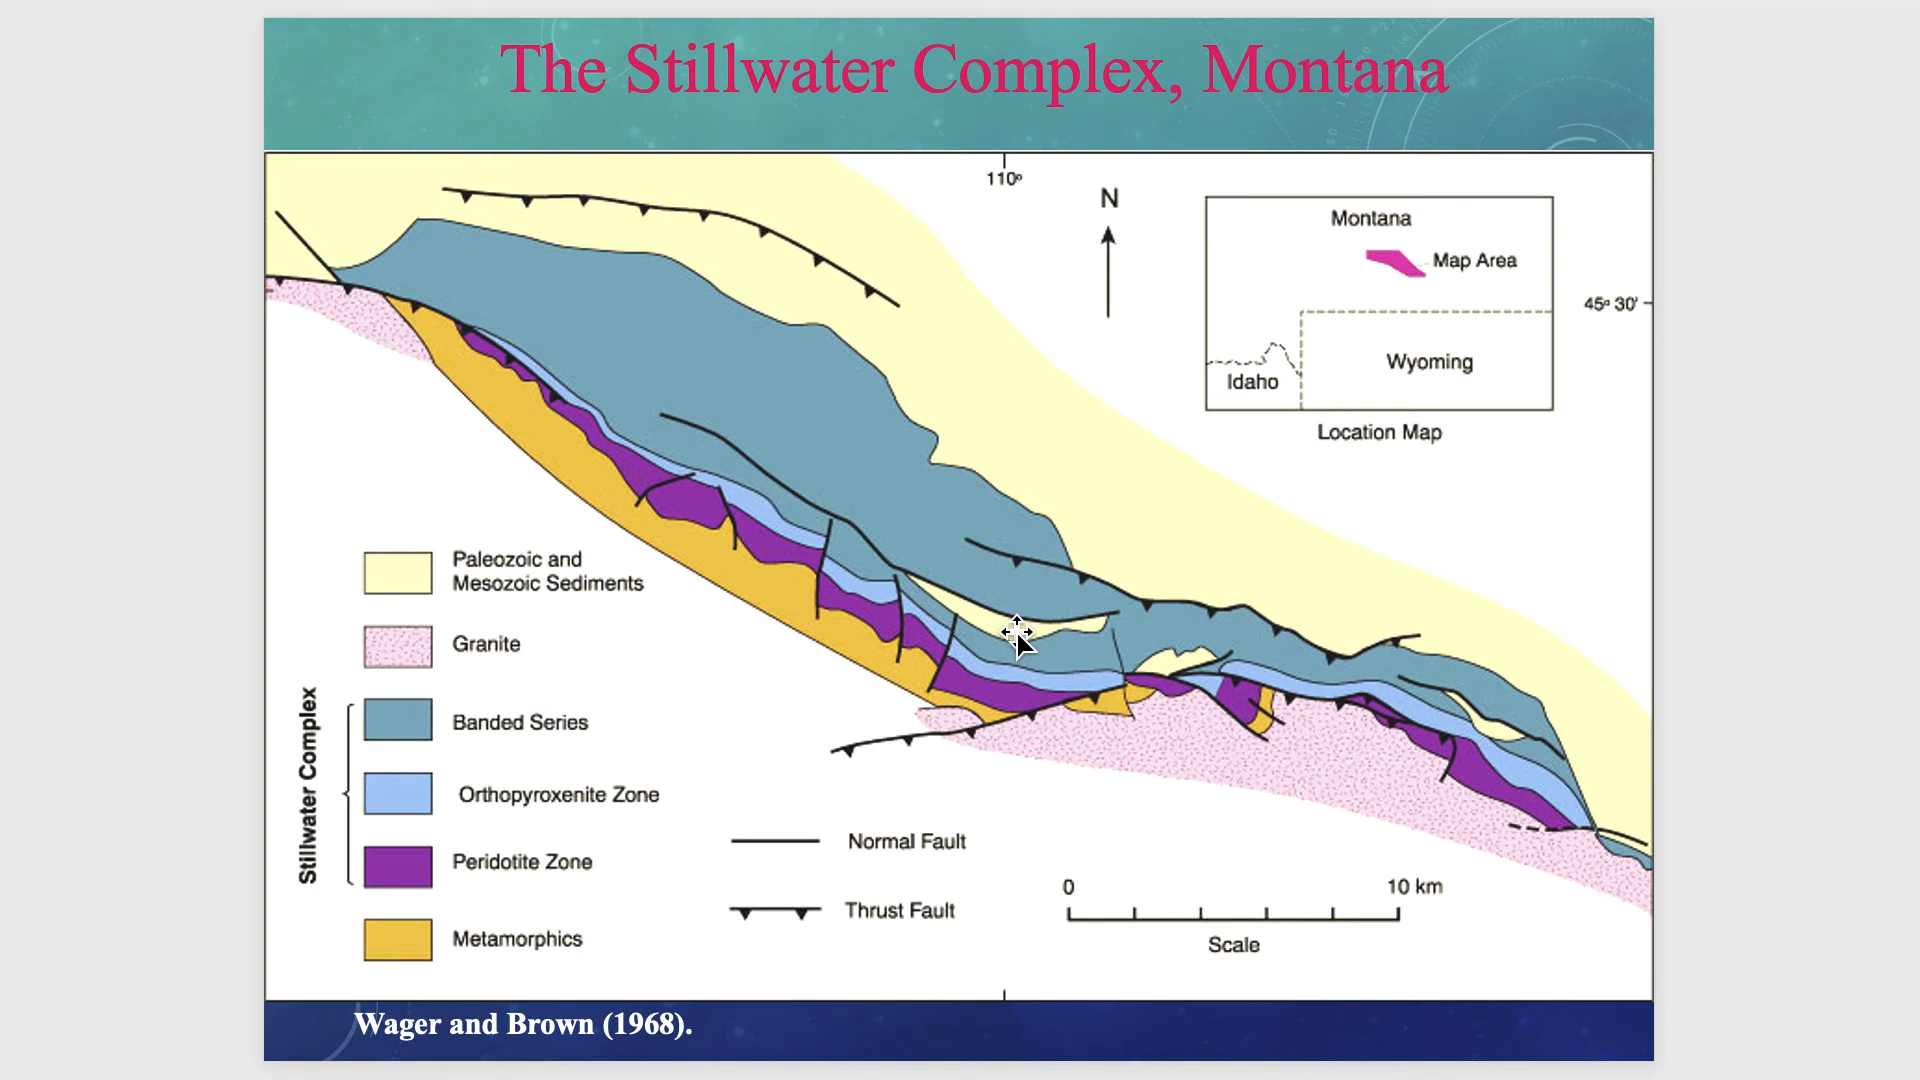 The Stillwater Complex, Montana
110º
N
Montana
Map Area
45º 30'
Wyoming
Idaho
Location Map
Paleozoic and
Mesozoic Sediments
Granite
Stillwater Complex
Banded Series
Orthopyroxenite Zone
Peridotite Zone
Metamorphics
Normal Fault
Thrust Fault
0 10 km
Scale
Wager and Brown (1968).